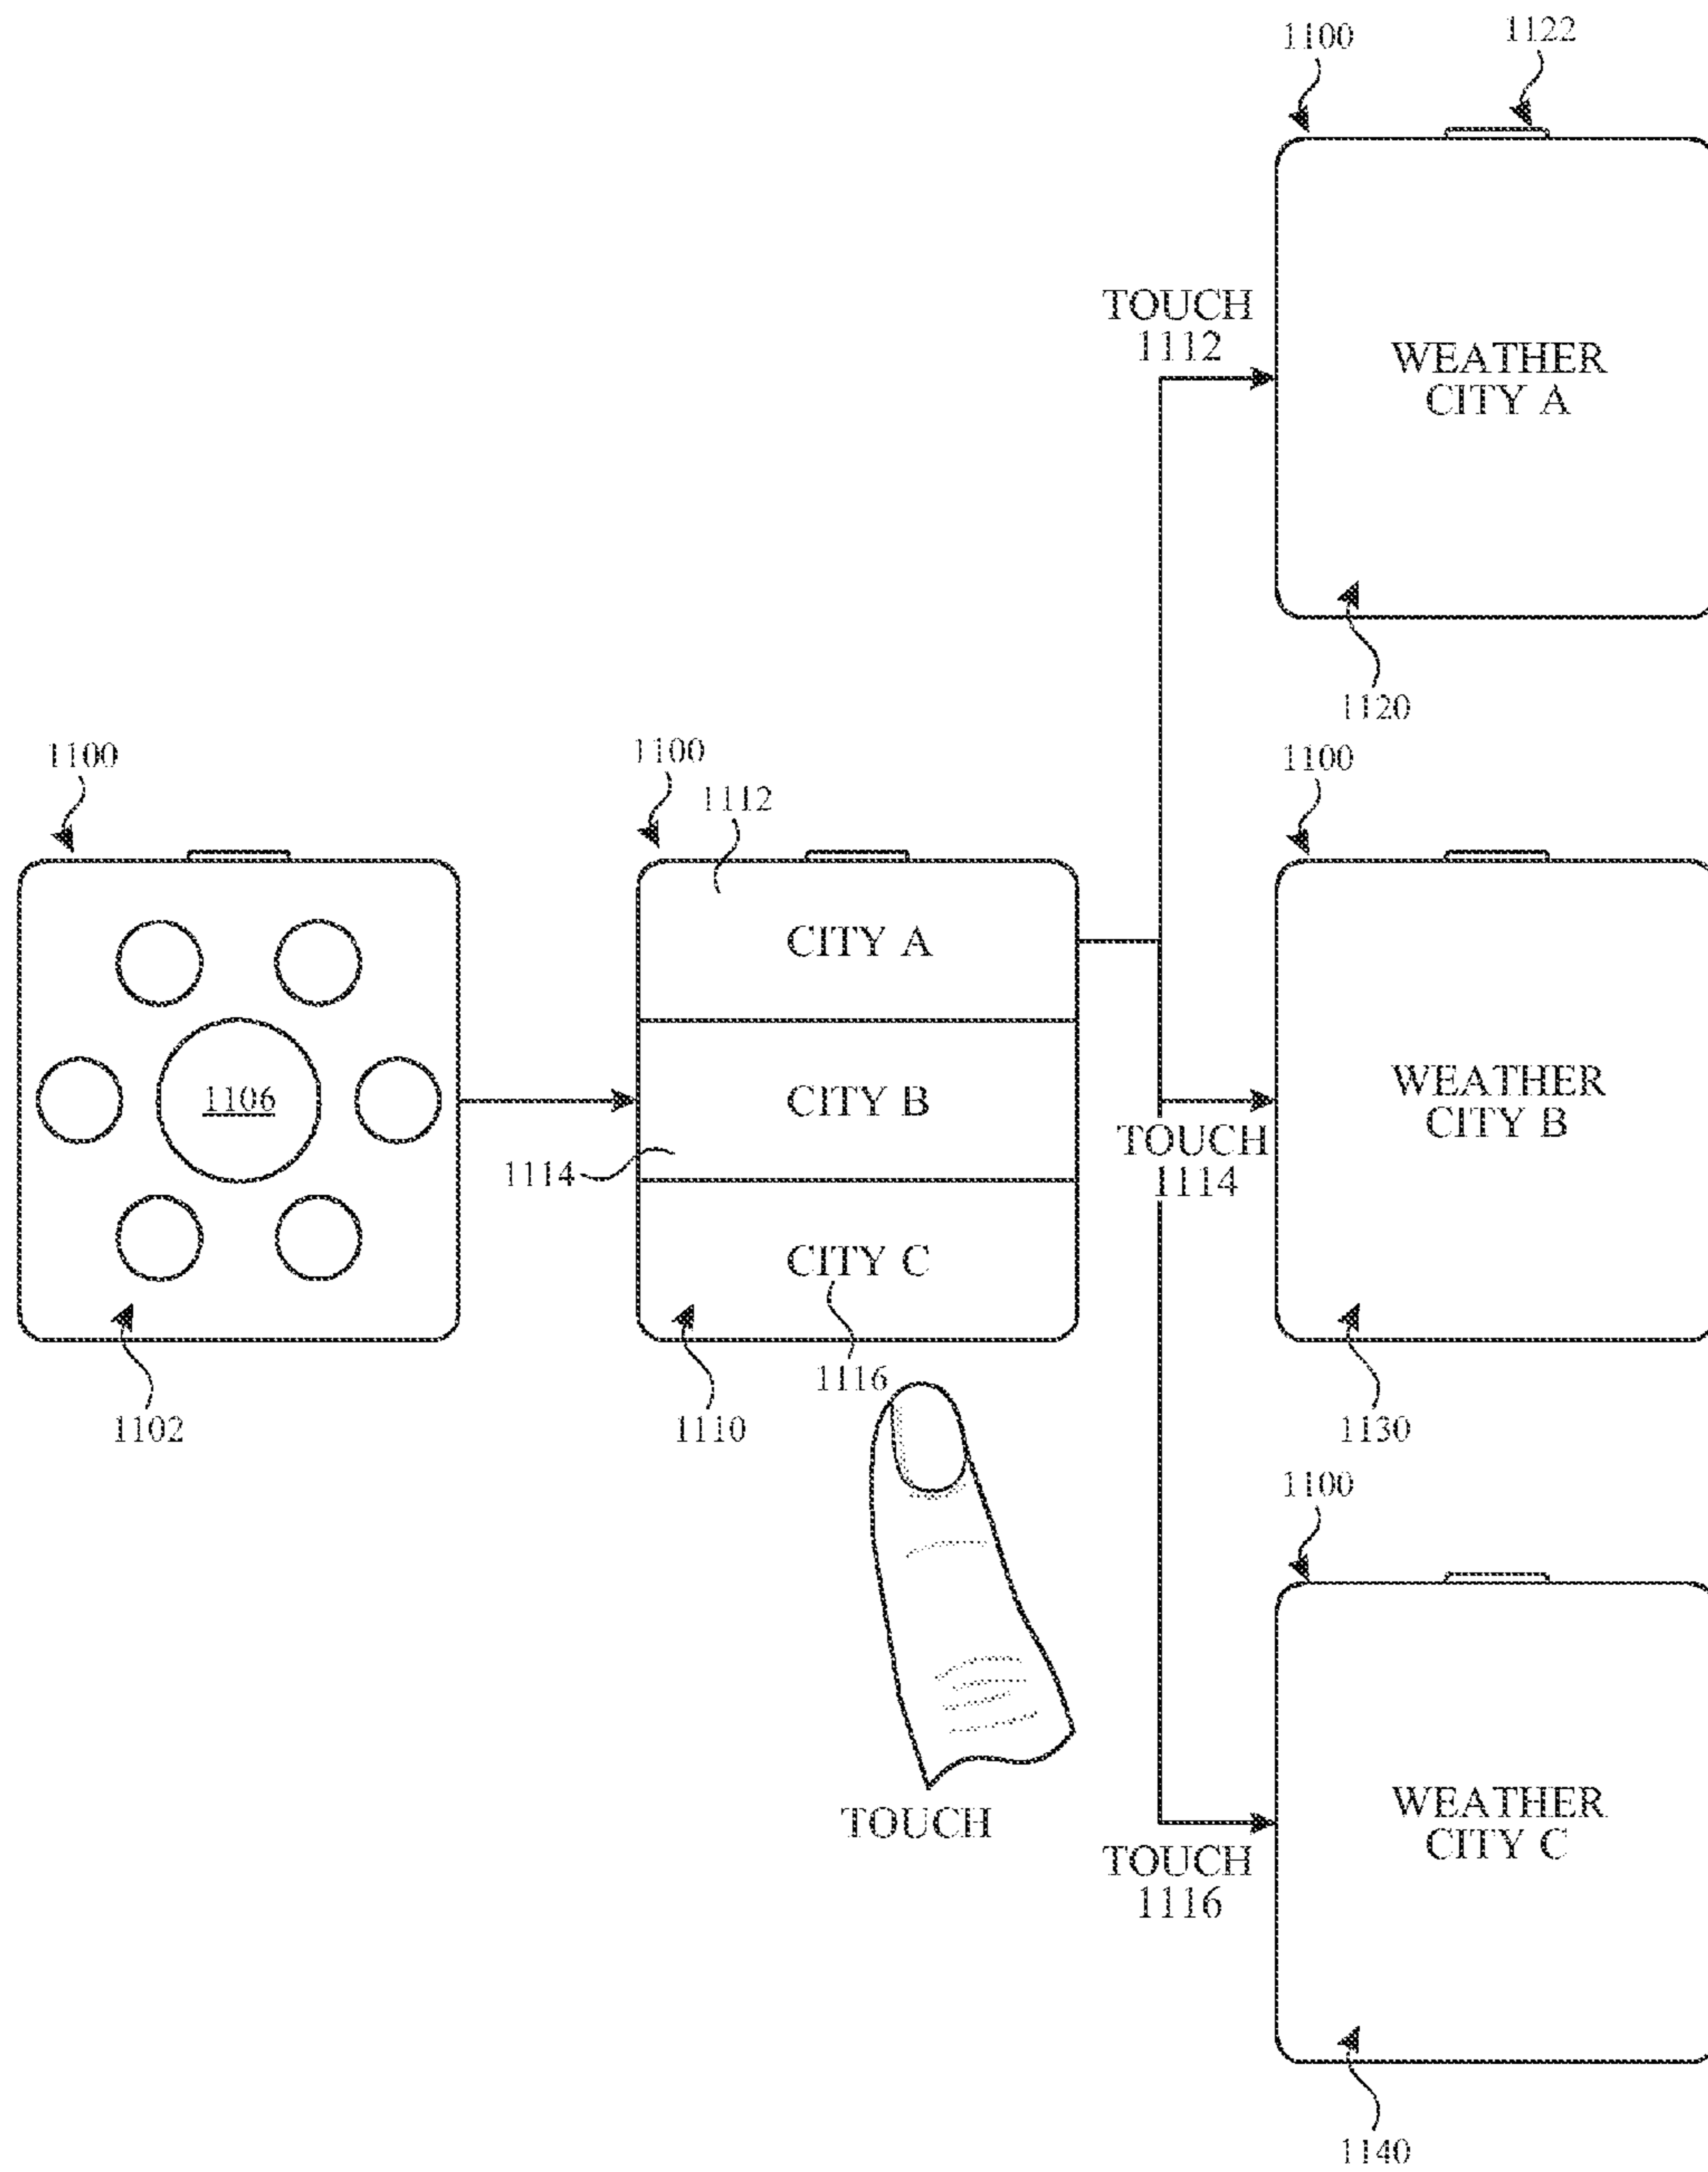 1100
1122
TOUCH
1112
WEATHER
CITY A
1120
1100
1100
1112
1100
1106
CITY A
CITY B
1114
CITY C
1116
1102
1110
TOUCH
1114
WEATHER
CITY B
1130
1100
TOUCH
TOUCH
1116
WEATHER
CITY C
1140